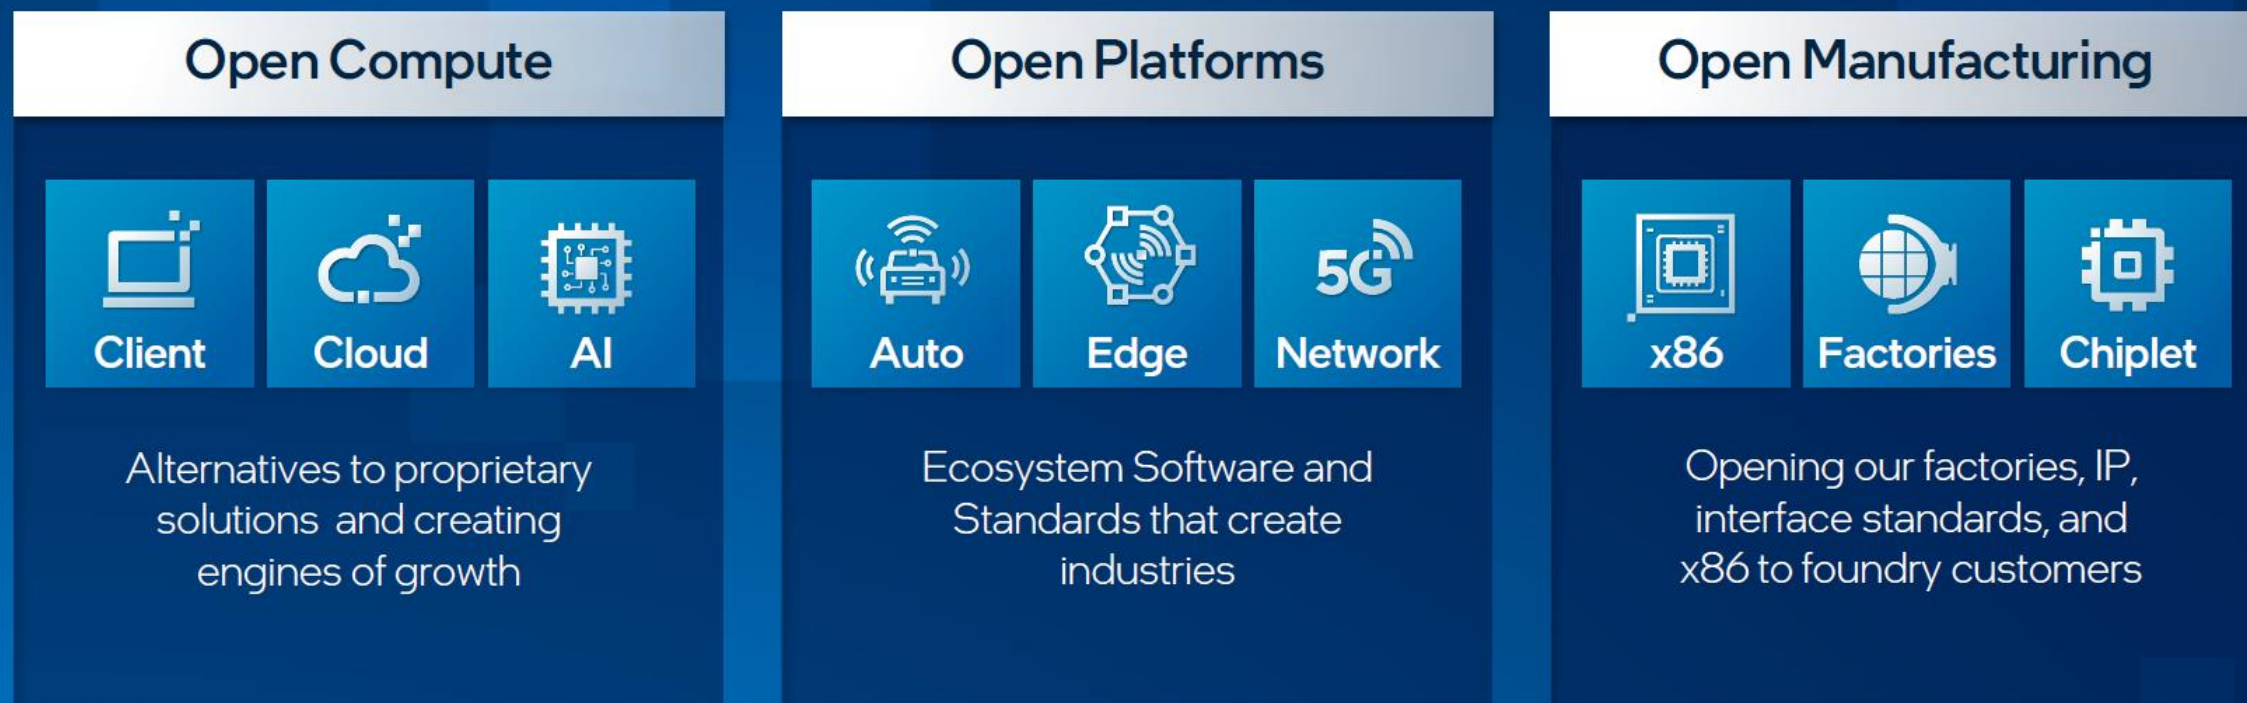 Open Compute
Client
Cloud
AI
Alternatives to proprietary
solutions and creating
engines of growth
Open Platforms
Auto
Edge
5G
Network
Ecosystem Software and
Standards that create
industries
Open Manufacturing
x86
Factories
Chiplet
Opening our factories, IP,
interface standards, and
x86 to foundry customers